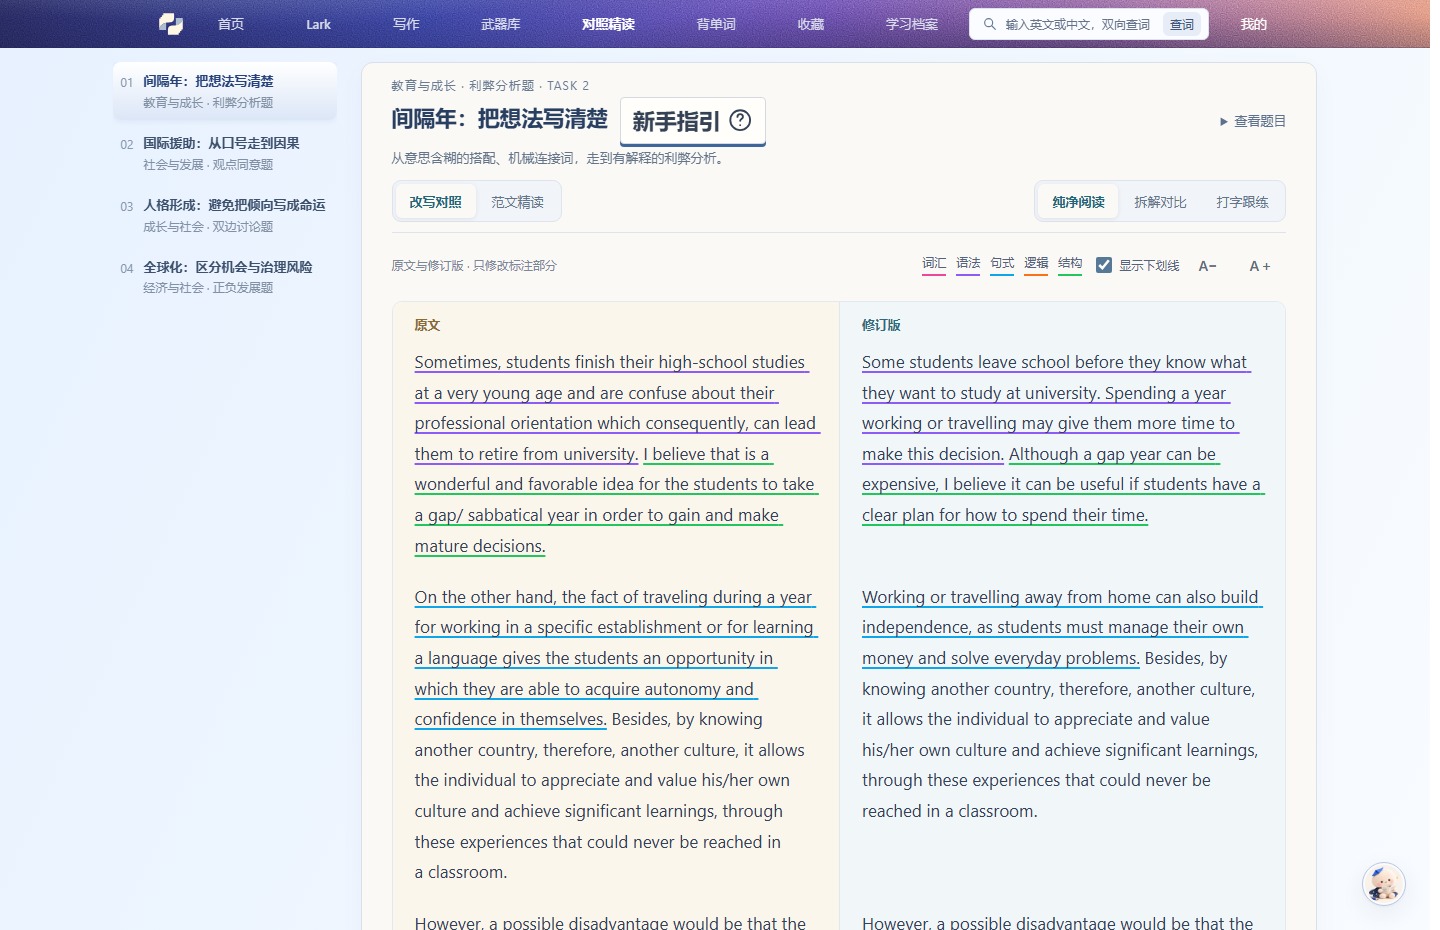 首页 Lark 写作 武器库 对照精读 背单词 收藏 学习档案 输入英文或中文，双向查词 查词 我的
01 间隔年：把想法写清楚
教育与成长 · 利弊分析题
02 国际援助：从口号走到因果
社会与发展 · 观点同意题
03 人格形成：避免把倾向写成命运
成长与社会 · 双边讨论题
04 全球化：区分机会与治理风险
经济与社会 · 正负发展题
教育与成长 · 利弊分析题 · TASK 2
间隔年：把想法写清楚 新手指引 ?
▶ 查看题目
从意思含糊的搭配、机械连接词，走到有解释的利弊分析。
改写对照 范文精读 纯净阅读 拆解对比 打字跟练
原文与修订版 · 只修改标注部分 词汇 语法 句式 逻辑 结构 显示下划线 A− A +
原文
Sometimes, students finish their high-school studies
at a very young age and are confuse about their
professional orientation which consequently, can lead
them to retire from university. I believe that is a
wonderful and favorable idea for the students to take
a gap/ sabbatical year in order to gain and make
mature decisions.
On the other hand, the fact of traveling during a year
for working in a specific establishment or for learning
a language gives the students an opportunity in
which they are able to acquire autonomy and
confidence in themselves. Besides, by knowing
another country, therefore, another culture, it allows
the individual to appreciate and value his/her own
culture and achieve significant learnings, through
these experiences that could never be reached in
a classroom.
However, a possible disadvantage would be that the
修订版
Some students leave school before they know what
they want to study at university. Spending a year
working or travelling may give them more time to
make this decision. Although a gap year can be
expensive, I believe it can be useful if students have a
clear plan for how to spend their time.
Working or travelling away from home can also build
independence, as students must manage their own
money and solve everyday problems. Besides, by
knowing another country, therefore, another culture,
it allows the individual to appreciate and value
his/her own culture and achieve significant learnings,
through these experiences that could never be
reached in a classroom.
However, a possible disadvantage would be that the